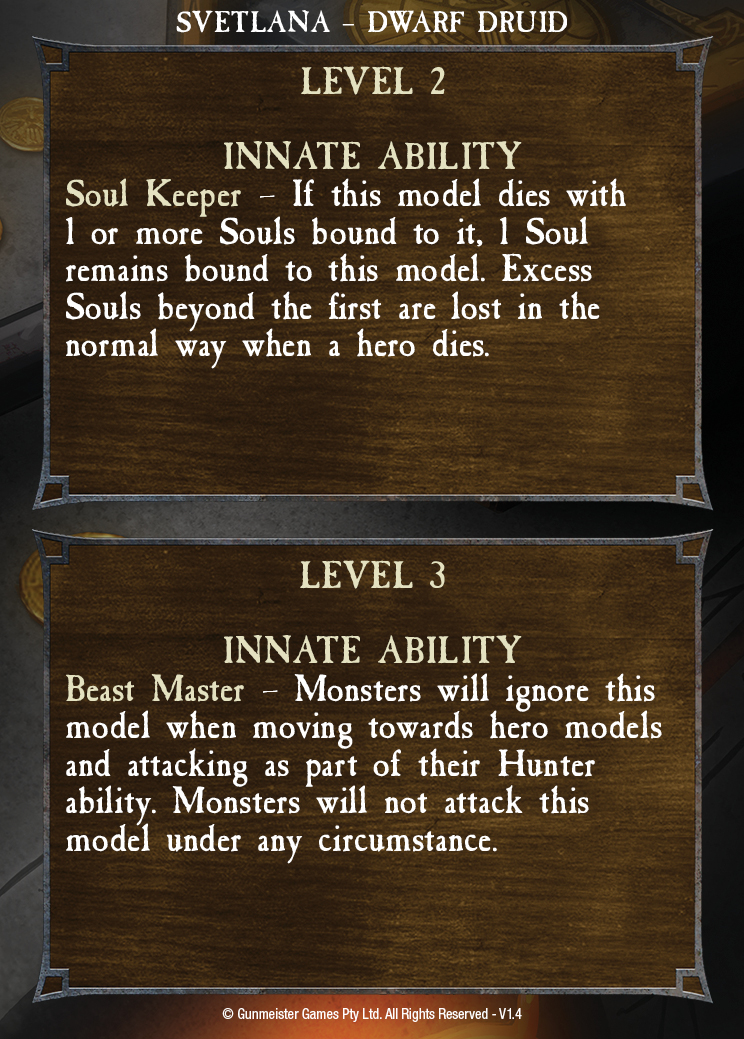 SVETLANA – DWARF DRUID
LEVEL 2
INNATE ABILITY
Soul Keeper – If this model dies with
1 or more Souls bound to it, 1 Soul
remains bound to this model. Excess
Souls beyond the first are lost in the
normal way when a hero dies.
LEVEL 3
INNATE ABILITY
Beast Master – Monsters will ignore this
model when moving towards hero models
and attacking as part of their Hunter
ability. Monsters will not attack this
model under any circumstance.
© Gunmeister Games Pty Ltd. All Rights Reserved - V1.4